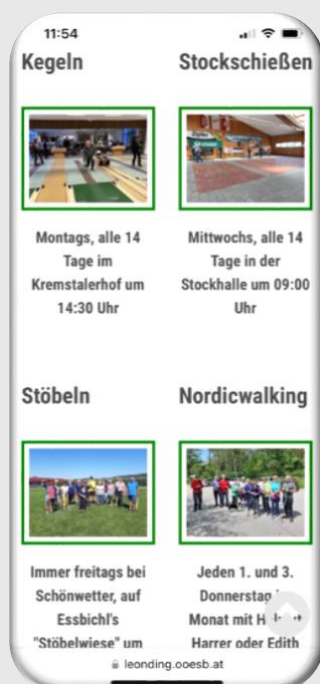 11:54
Kegeln
Stockschießen
Montags, alle 14
Tage im
Kremstalerhof um
14:30 Uhr
Mittwochs, alle 14
Tage in der
Stockhalle um 09:00
Uhr
Stöbeln
Nordicwalking
Immer freitags bei
Schönwetter, auf
Essbichl's
"Stöbelwiese" um
Jeden 1. und 3.
Donnerstag
Monat mit
Harrer oder Edith
leonding.ooesb.at